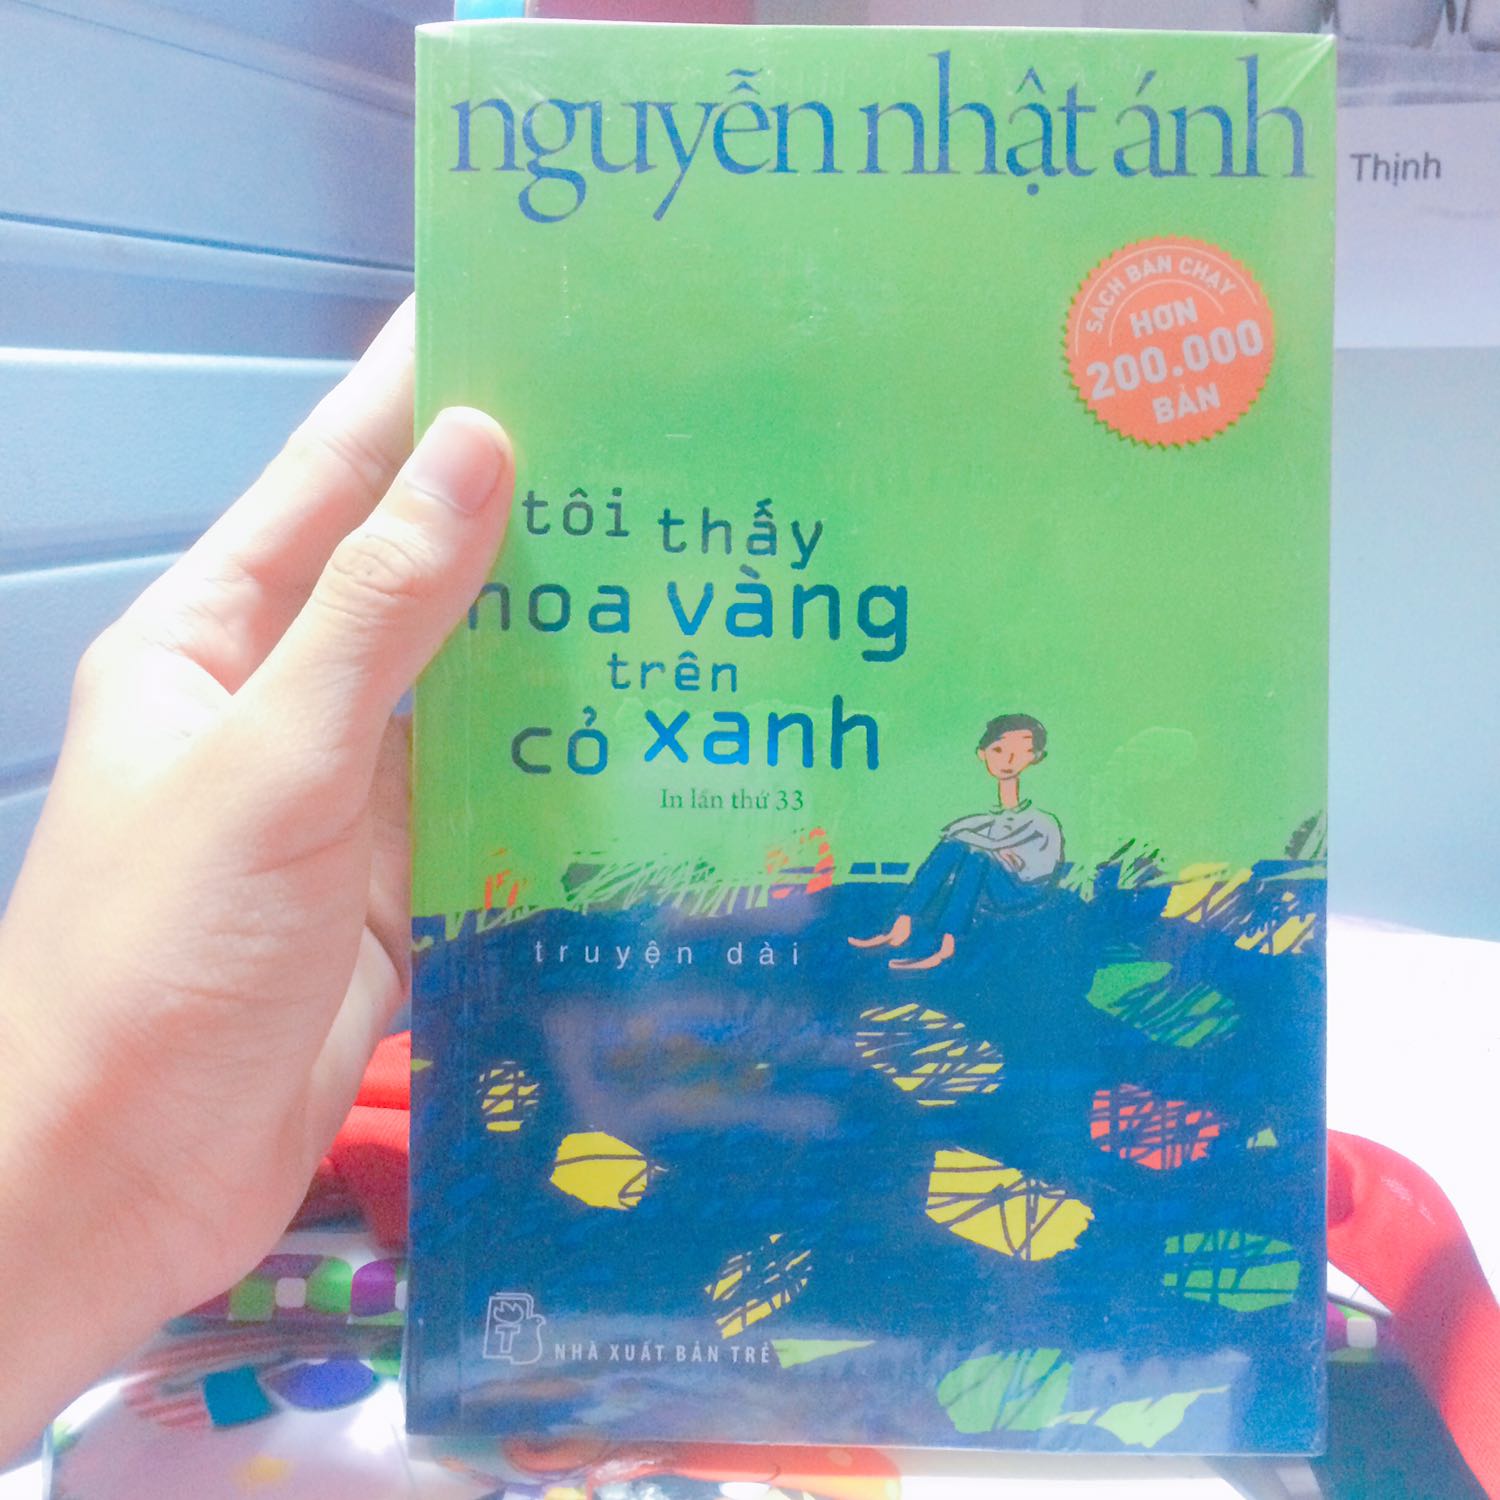 nguyễn nhật ánh
Thịnh
SÁCH BÁN CHẠY
HƠN
200.000
BẢN
tôi thấy
hoa vàng
trên
cỏ xanh
In lần thứ 33
truyện dài
NHÀ XUẤT BẢN TRẺ